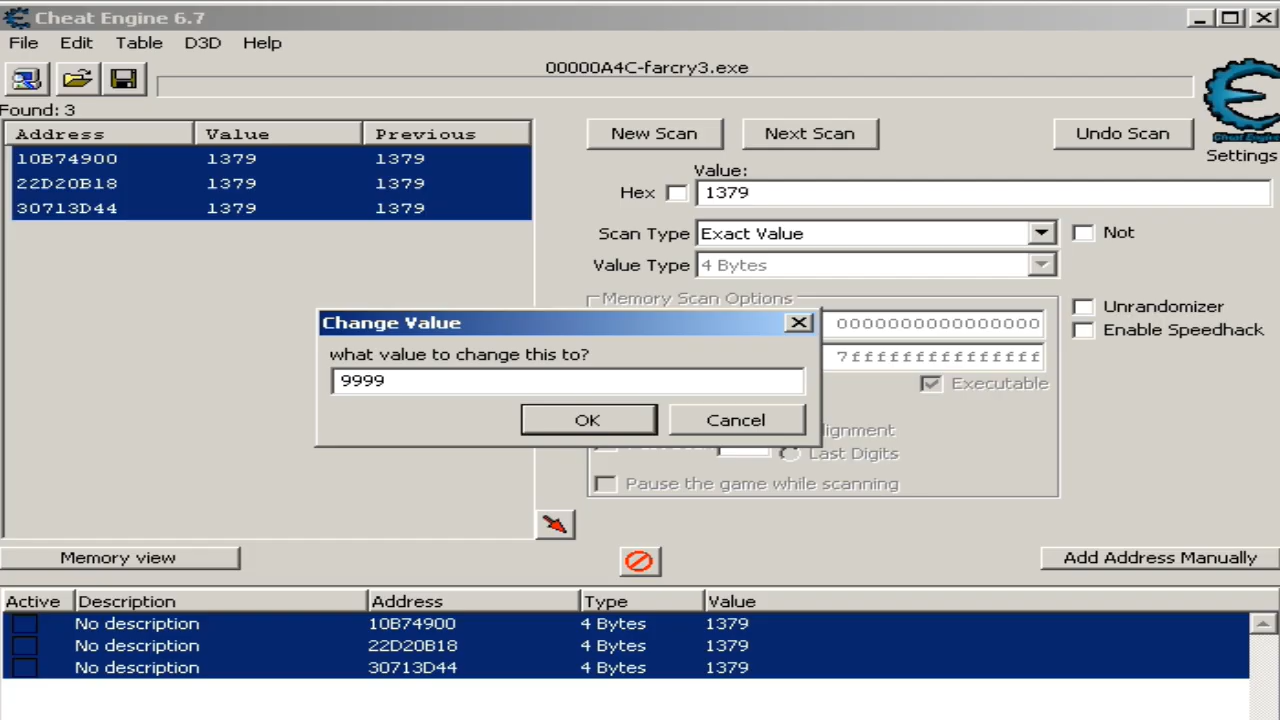 Cheat Engine 6.7
File Edit Table D3D Help
00000A4C-farcry3.exe
Found: 3
Address Value Previous
10B74900 1379 1379
22D20B18 1379 1379
30713D44 1379 1379
New Scan Next Scan Undo Scan
Cheat Engine
Settings
Value:
Hex 1379
Scan Type Exact Value Not
Value Type 4 Bytes
Memory Scan Options
0000000000000000
7fffffffffffffff
Executable
lignment
Last Digits
Pause the game while scanning
Unrandomizer
Enable Speedhack
Change Value
what value to change this to?
9999
OK Cancel
Memory view Add Address Manually
Active Description Address Type Value
No description 10B74900 4 Bytes 1379
No description 22D20B18 4 Bytes 1379
No description 30713D44 4 Bytes 1379